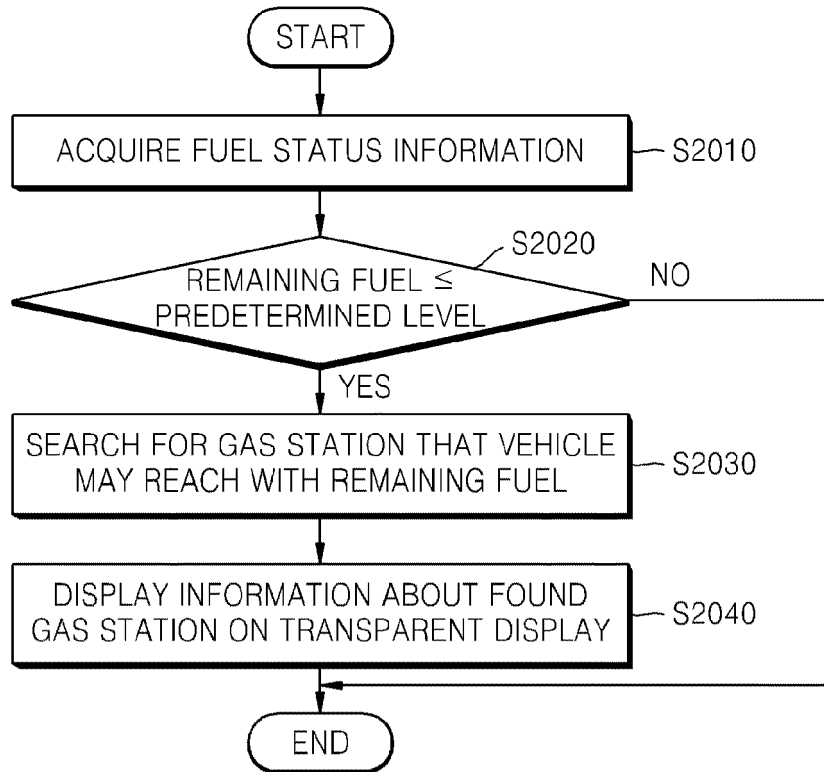 START
ACQUIRE FUEL STATUS INFORMATION
S2010
S2020
REMAINING FUEL ≤
PREDETERMINED LEVEL
NO
YES
SEARCH FOR GAS STATION THAT VEHICLE
MAY REACH WITH REMAINING FUEL
S2030
DISPLAY INFORMATION ABOUT FOUND
GAS STATION ON TRANSPARENT DISPLAY
S2040
END